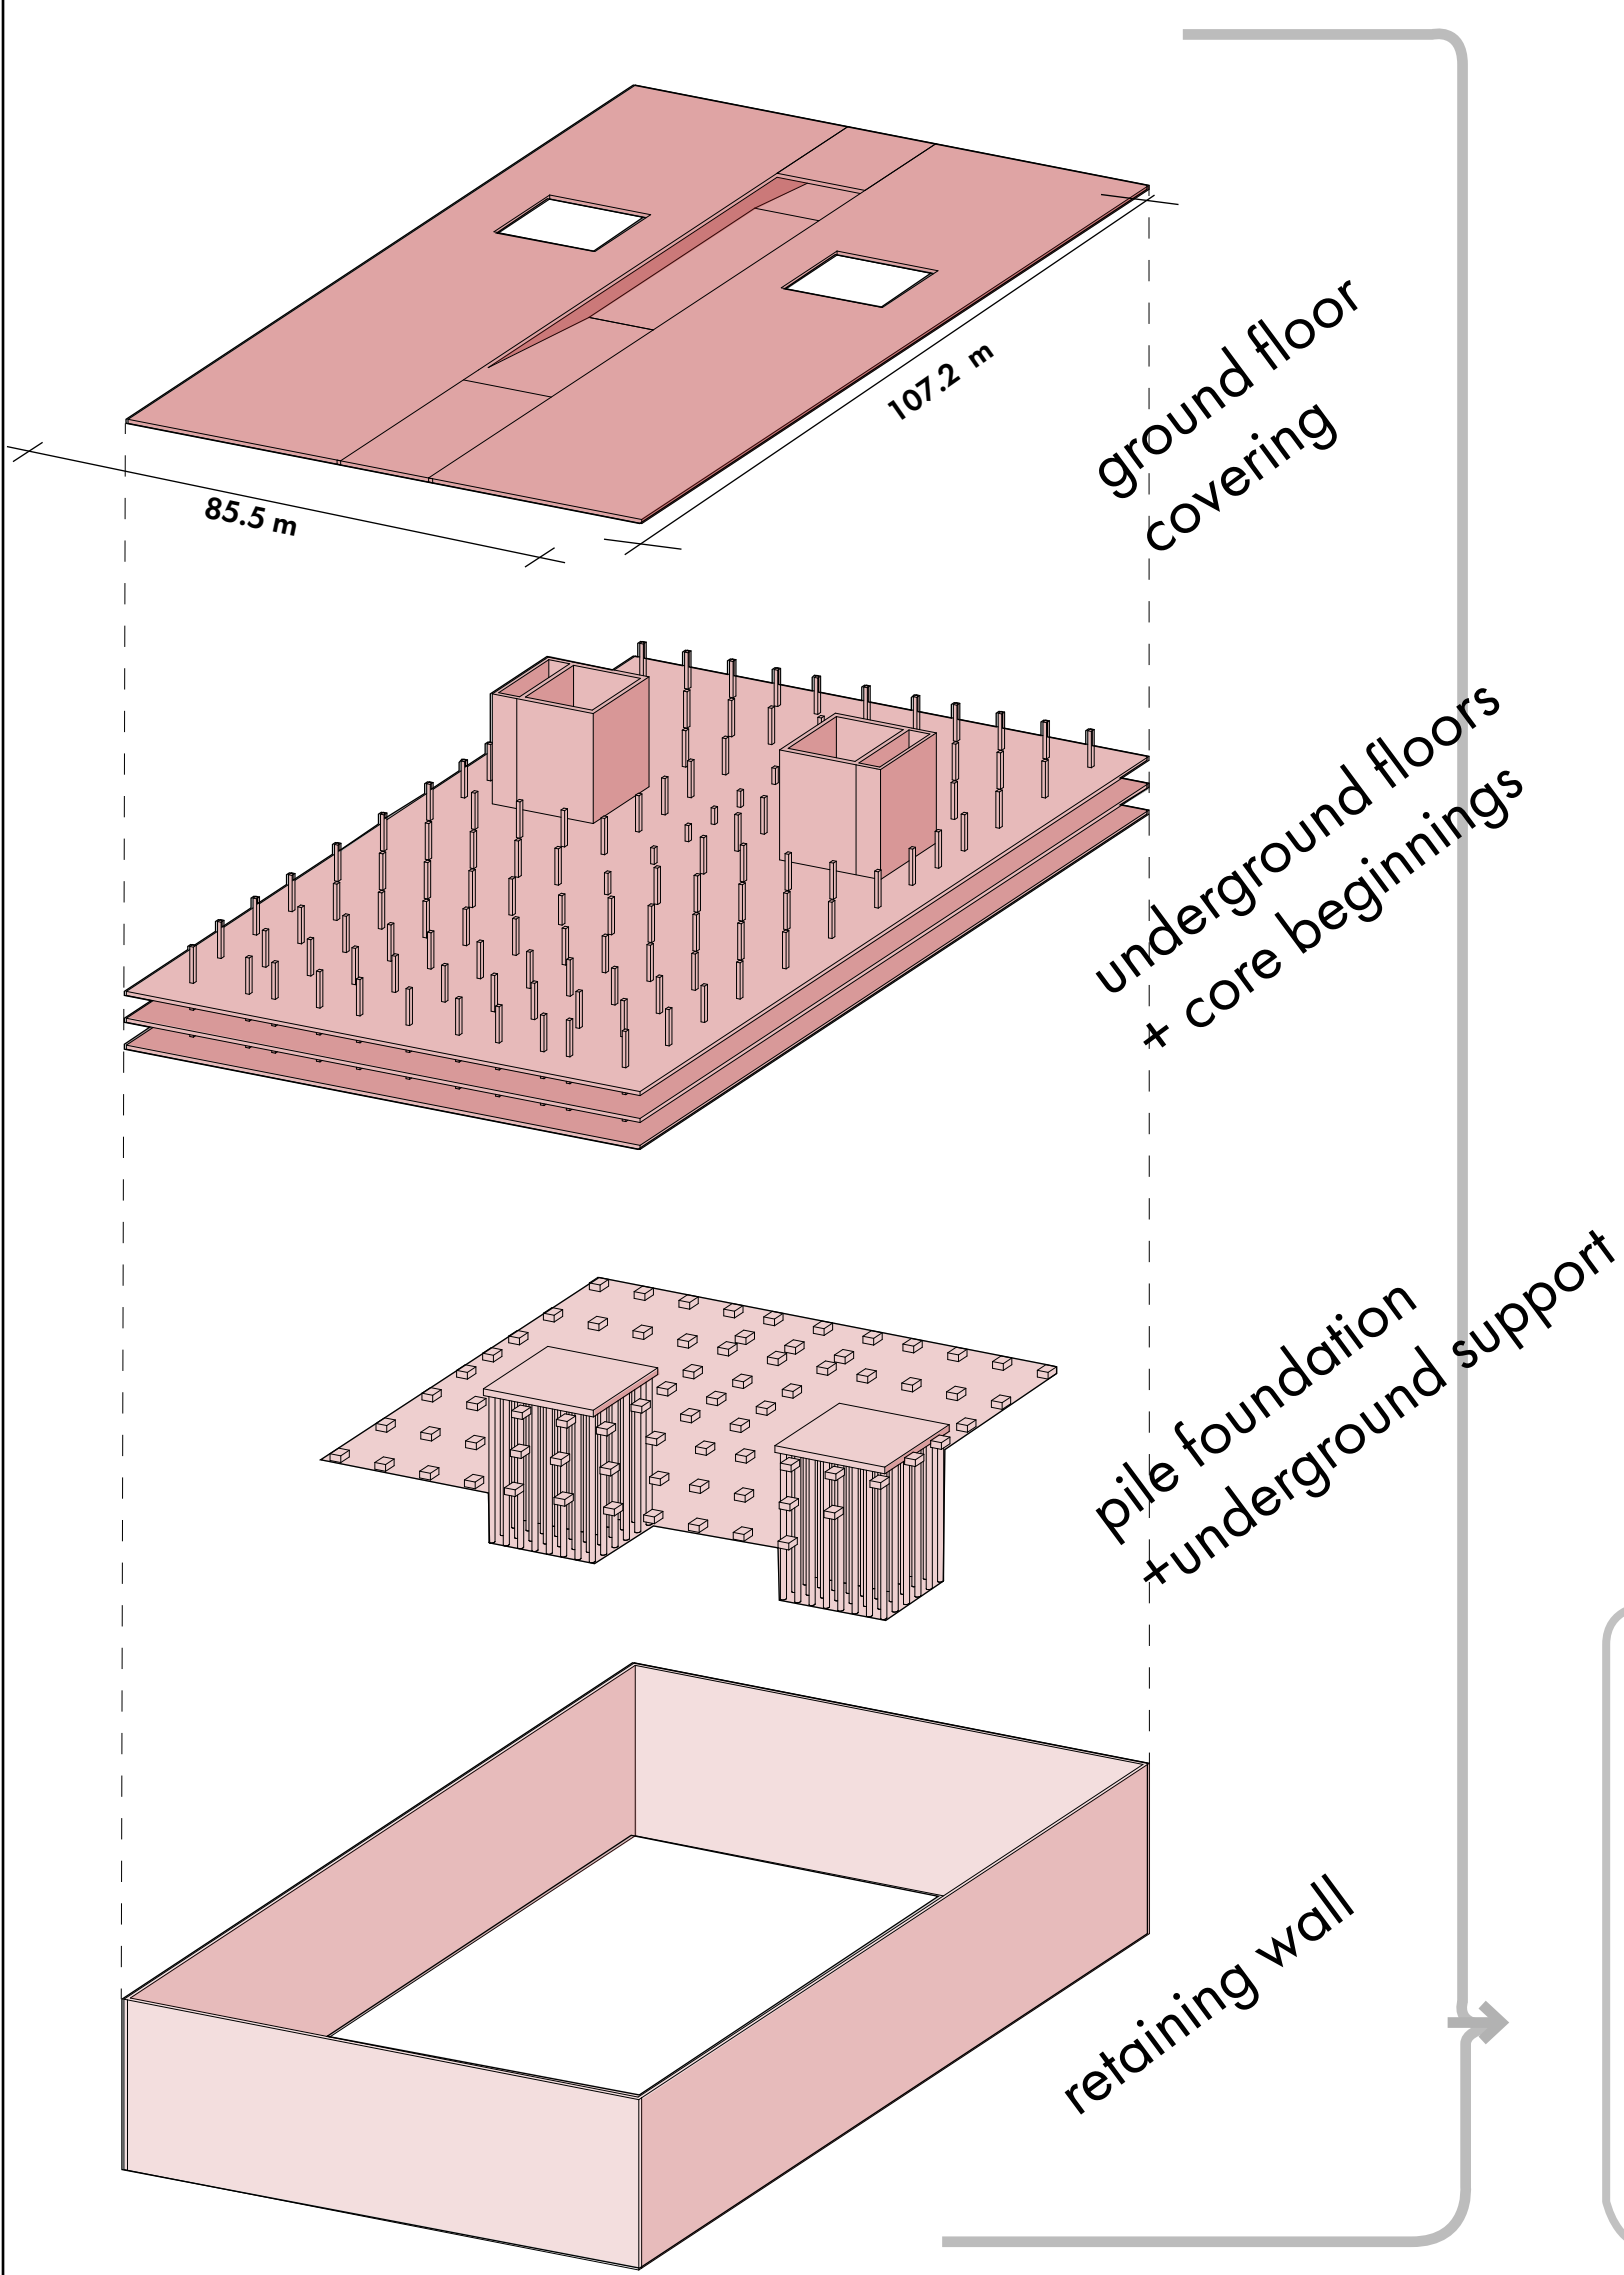 107.2 m
85.5 m
ground floor
covering
underground floors
+ core beginnings
pile foundation
+underground support
retaining wall